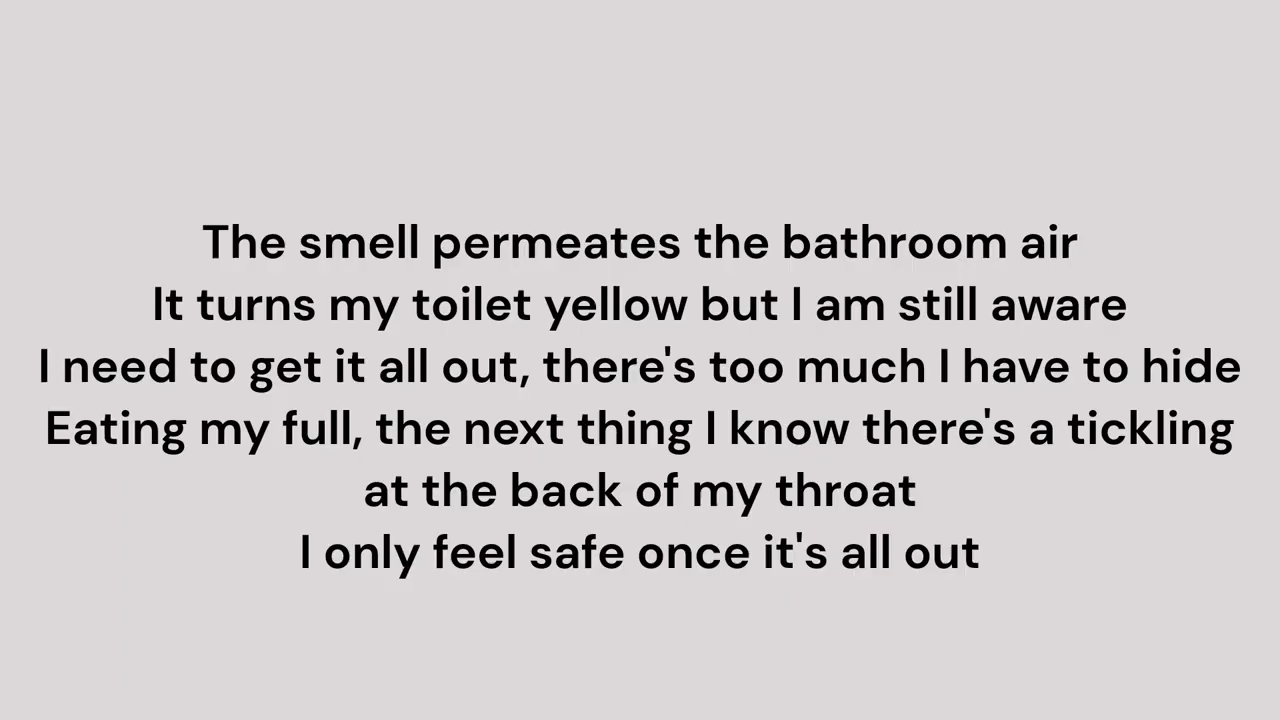 The smell permeates the bathroom air
It turns my toilet yellow but I am still aware
I need to get it all out, there's too much I have to hide
Eating my full, the next thing I know there's a tickling
at the back of my throat
I only feel safe once it's all out